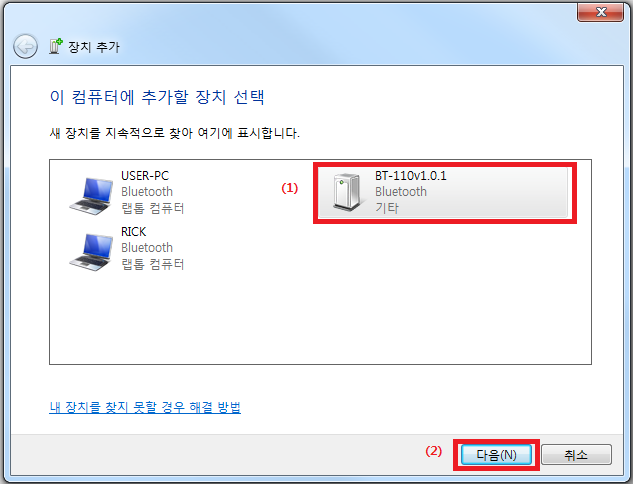 장치 추가
이 컴퓨터에 추가할 장치 선택
새 장치를 지속적으로 찾아 여기에 표시합니다.
USER-PC
Bluetooth
랩톱 컴퓨터
(1)
BT-110v1.0.1
Bluetooth
기타
RICK
Bluetooth
랩톱 컴퓨터
내 장치를 찾지 못할 경우 해결 방법
(2)
다음(N)
취소